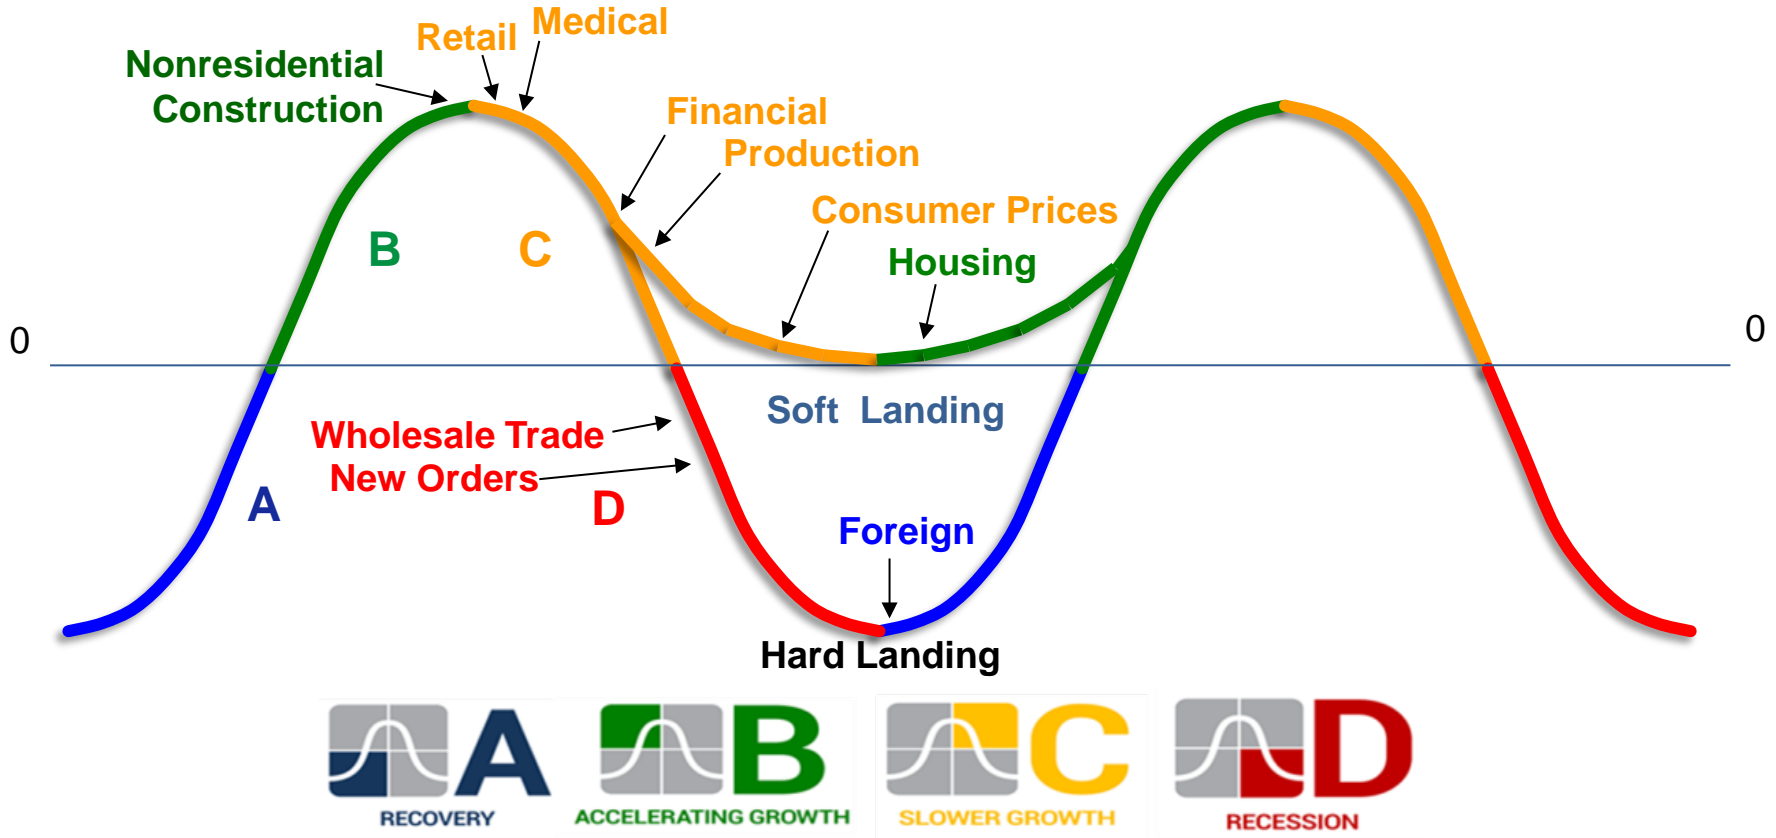 Medical
Retail
Nonresidential
Construction
Financial
Production
Consumer Prices
B
C
Housing
0
0
Soft Landing
Wholesale Trade
New Orders
A
D
Foreign
Hard Landing
A
RECOVERY
B
ACCELERATING GROWTH
C
SLOWER GROWTH
D
RECESSION